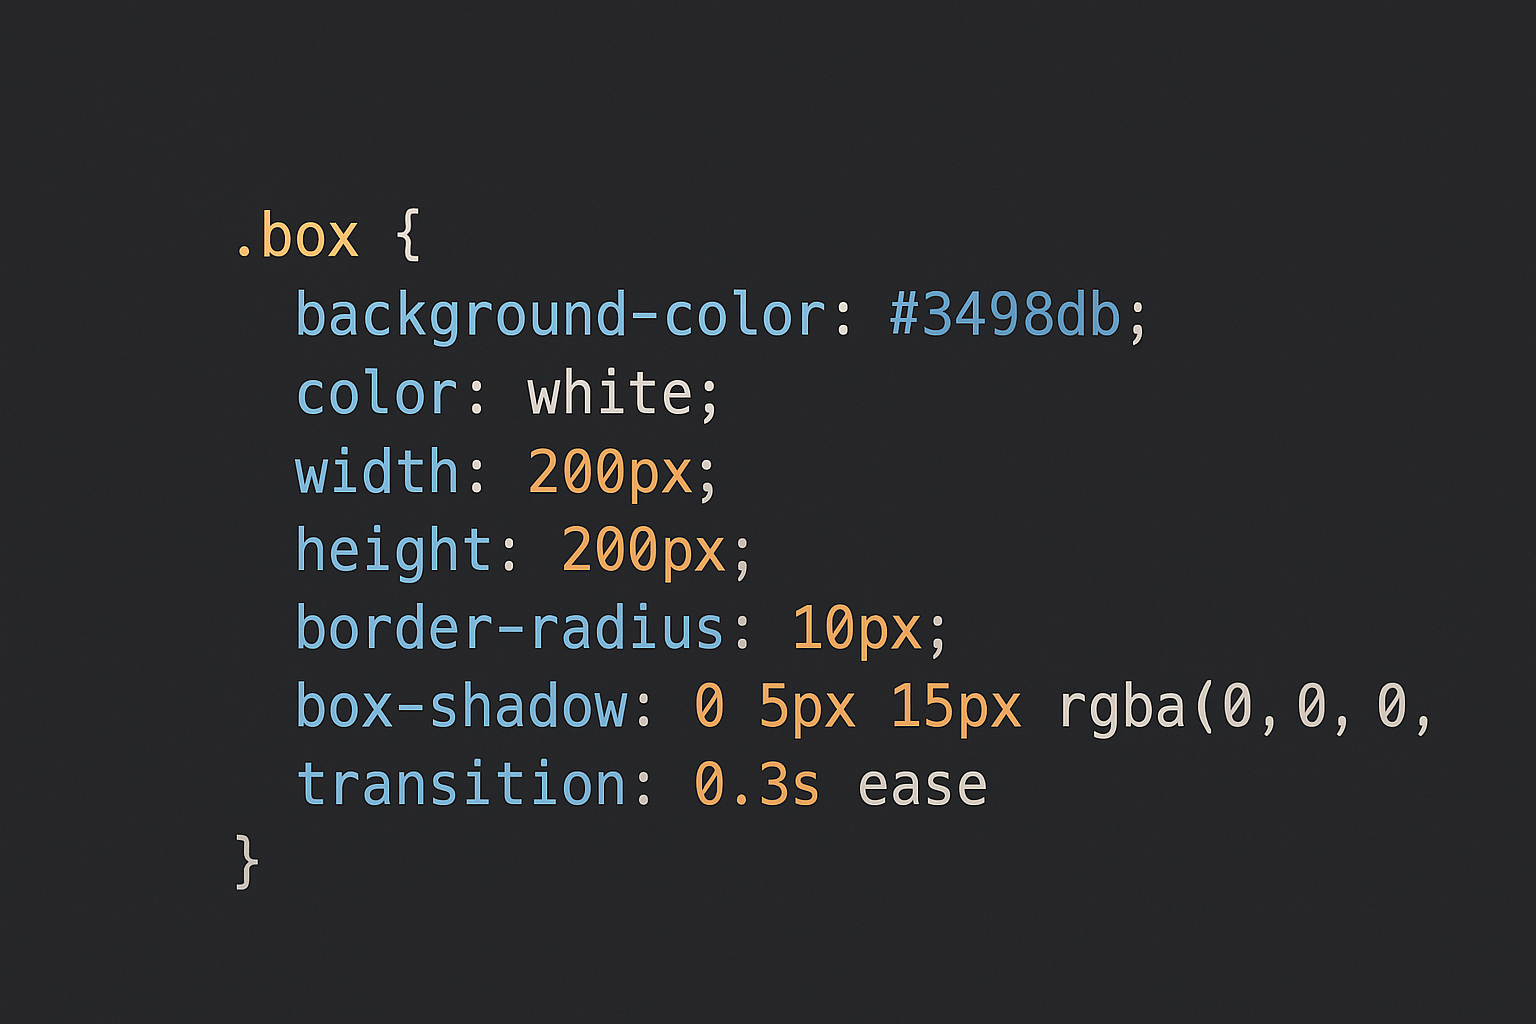 .box {
  background-color: #3498db;
  color: white;
  width: 200px;
  height: 200px;
  border-radius: 10px;
  box-shadow: 0 5px 15px rgba(0, 0, 0,
  transition: 0.3s ease
}